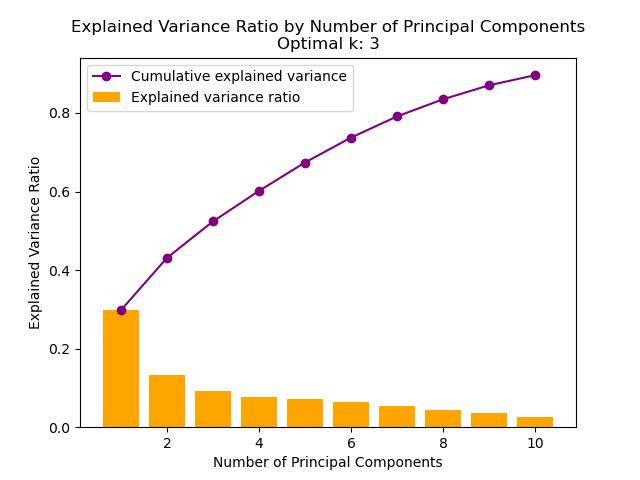 Explained Variance Ratio by Number of Principal Components
Optimal k: 3
Cumulative explained variance
Explained variance ratio
Explained Variance Ratio
0.8
0.6
0.4
0.2
0.0
2
4
6
8
10
Number of Principal Components